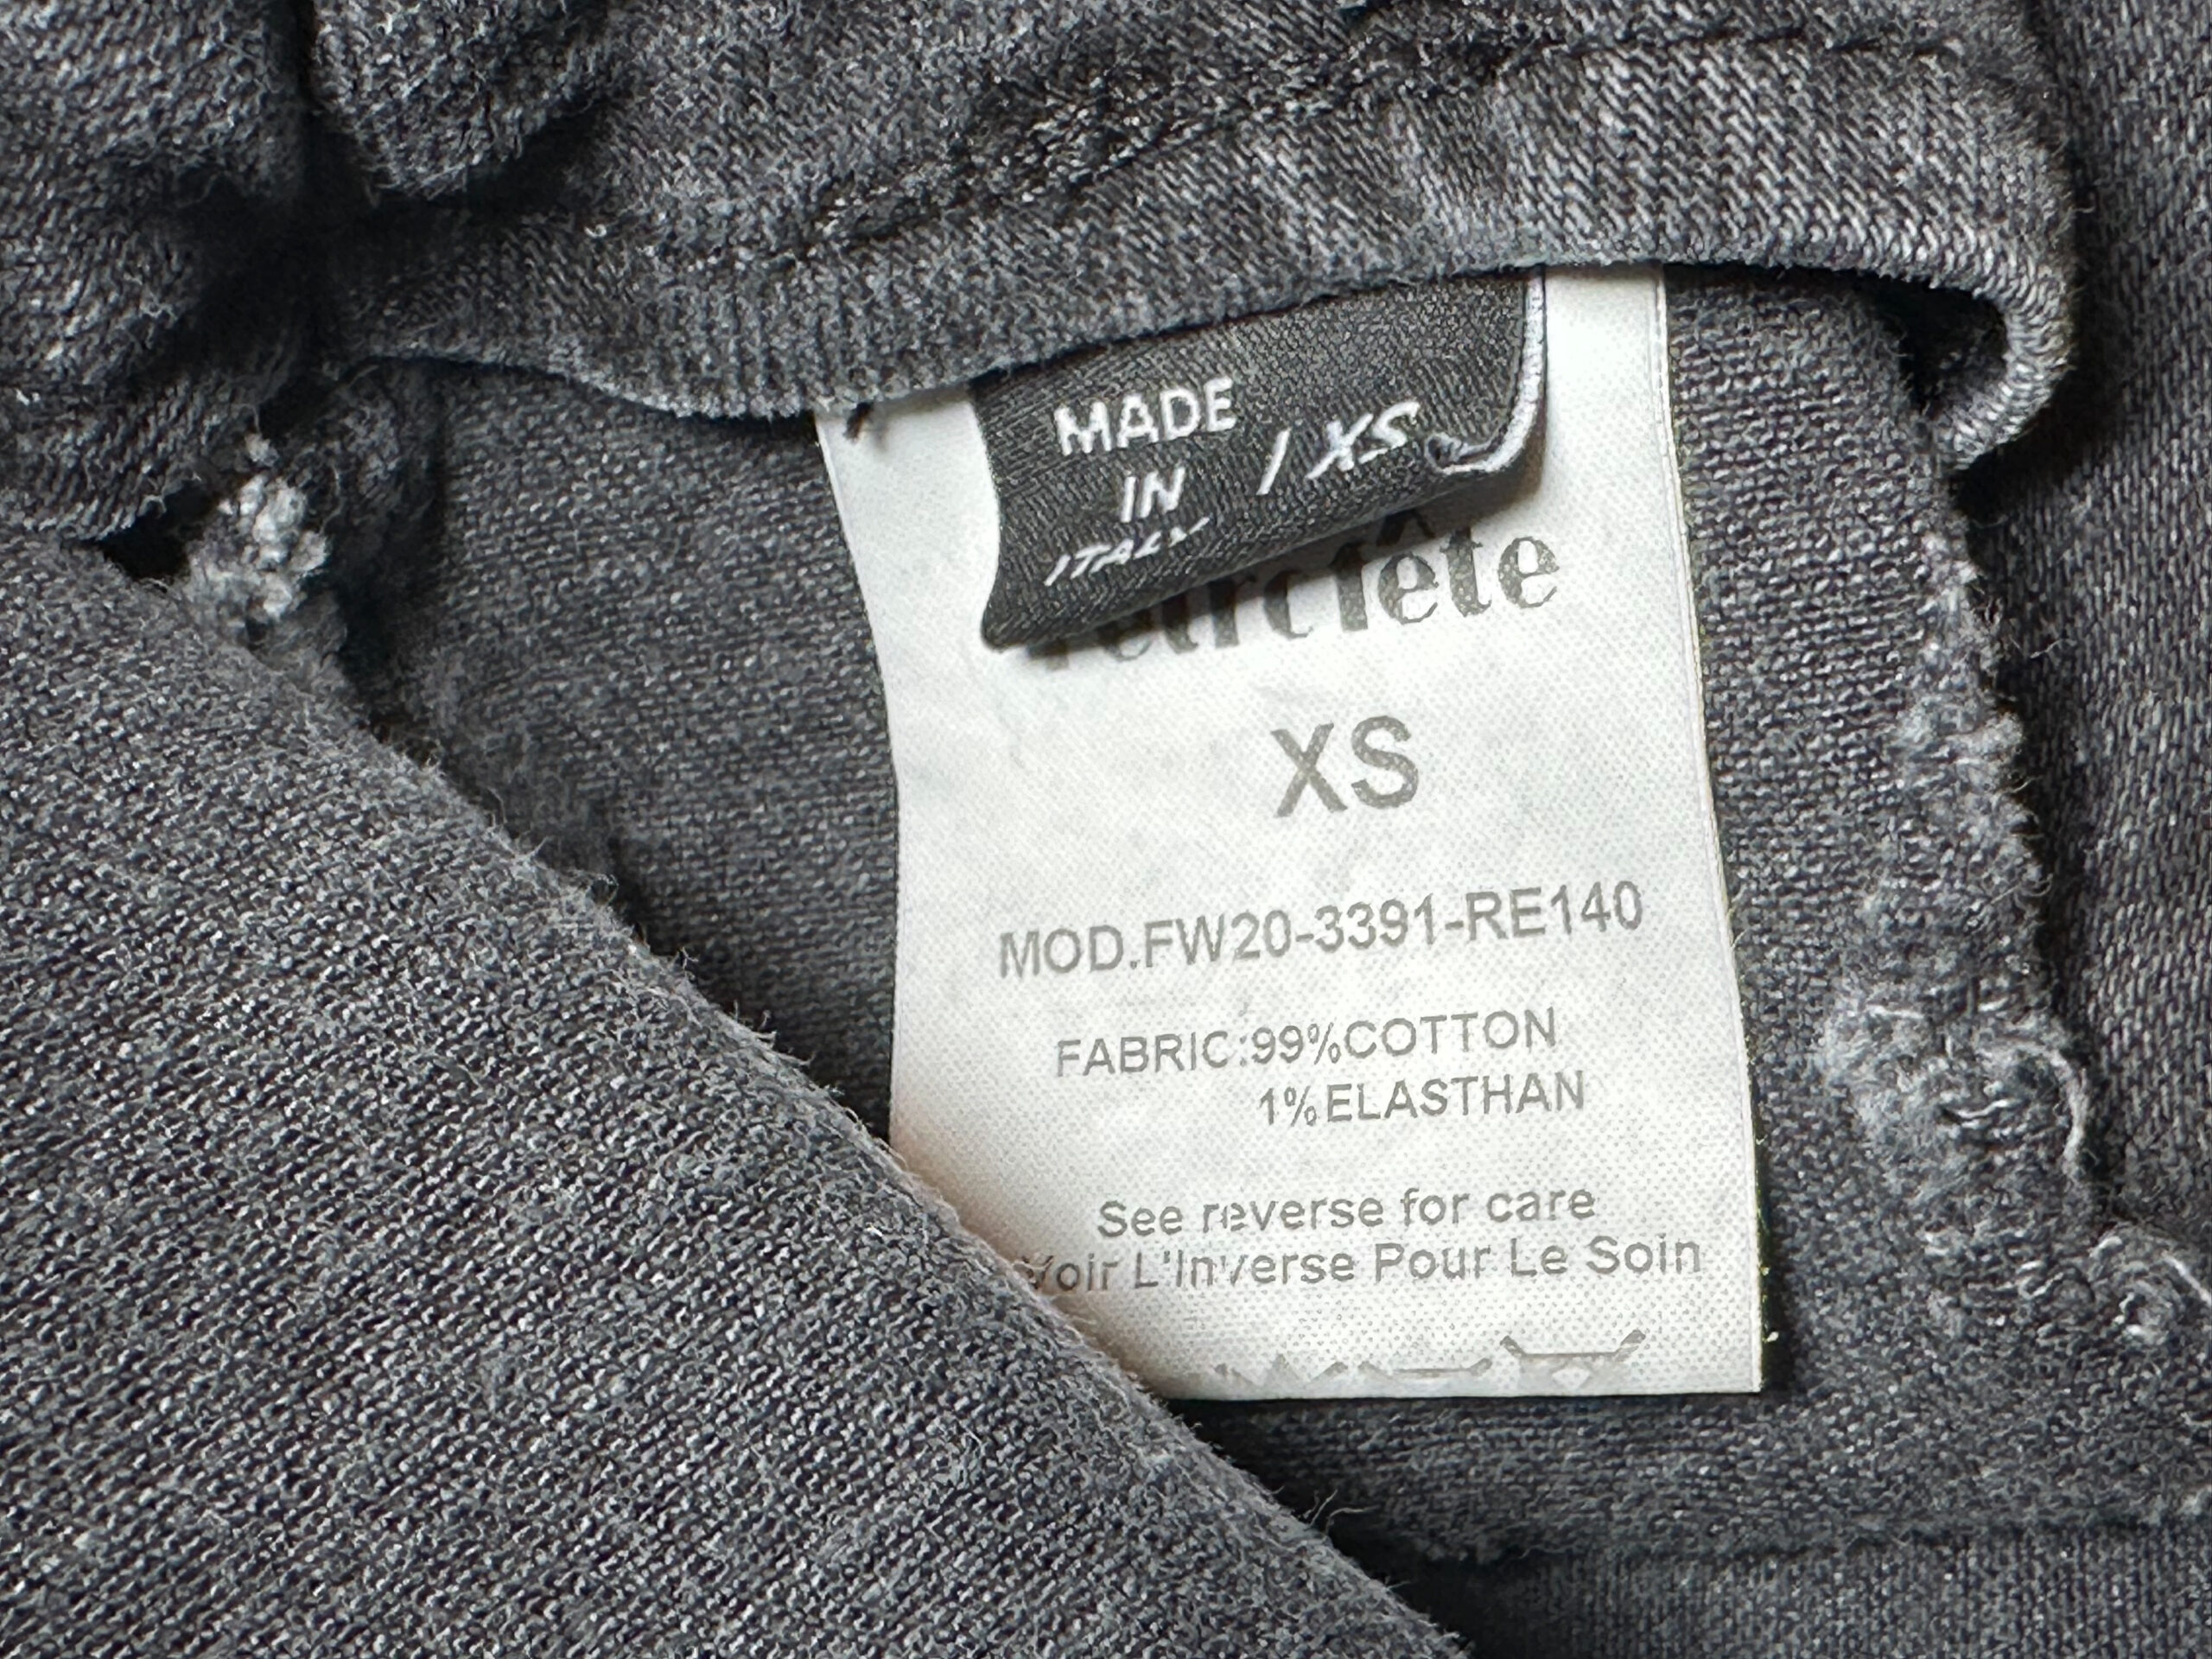 MADE
IN / XS
ITALY
XS
MOD.FW20-3391-RE140
FABRIC:99%COTTON
1%ELASTHAN
See reverse for care
Voir L'Inverse Pour Le Soin